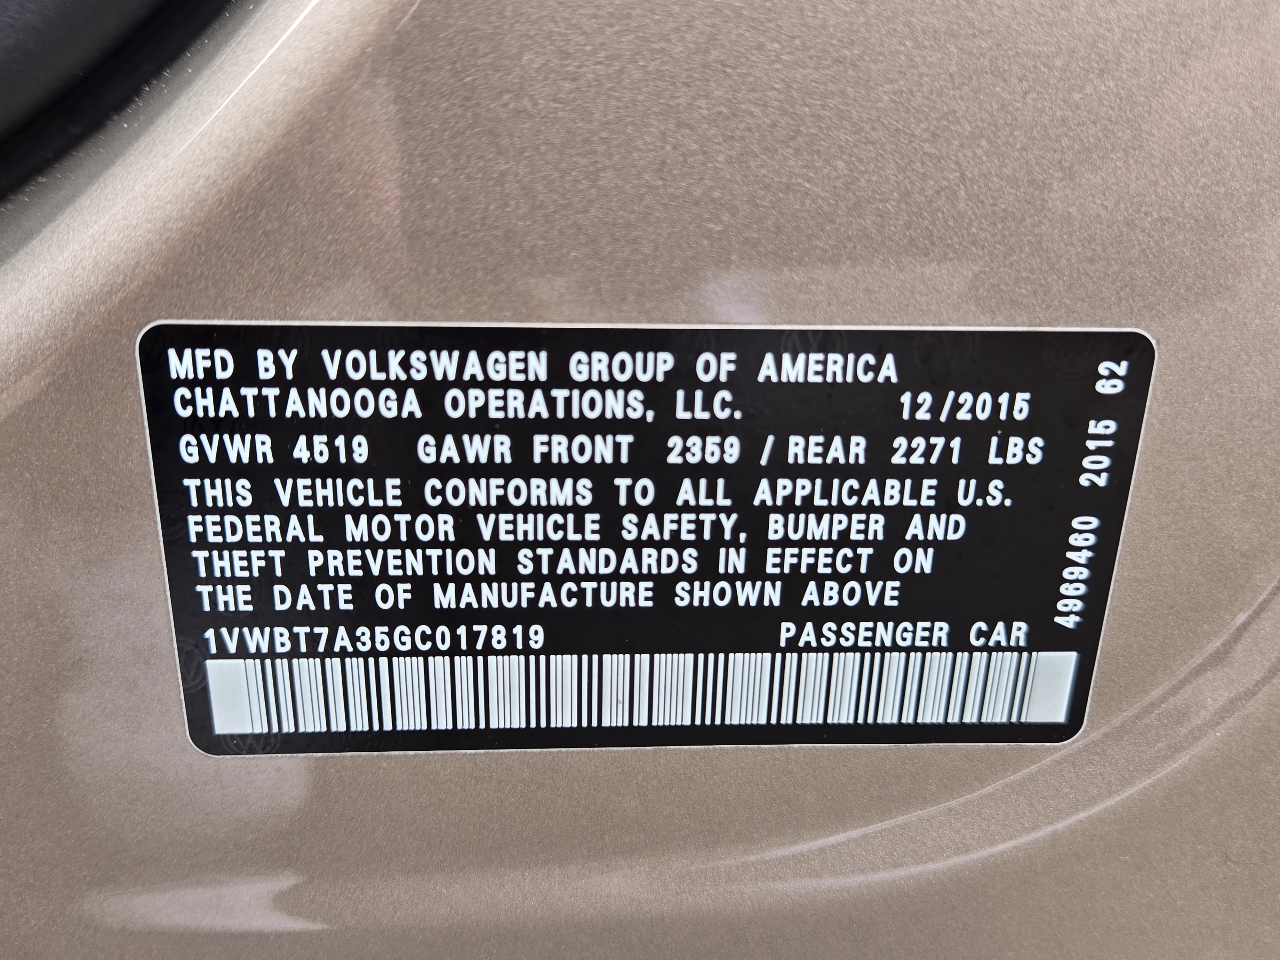 MFD BY VOLKSWAGEN GROUP OF AMERICA
CHATTANOOGA OPERATIONS, LLC. 12/2015
GVWR 4519 GAWR FRONT 2359 / REAR 2271 LBS
THIS VEHICLE CONFORMS TO ALL APPLICABLE U.S.
FEDERAL MOTOR VEHICLE SAFETY, BUMPER AND
THEFT PREVENTION STANDARDS IN EFFECT ON
THE DATE OF MANUFACTURE SHOWN ABOVE
1VWBT7A35GC017819 PASSENGER CAR
4969460 2015 62